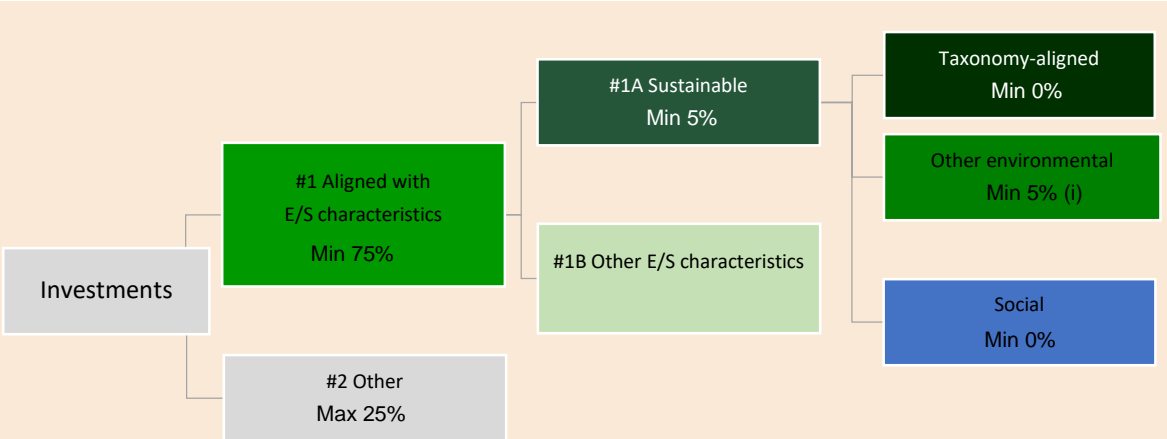 Investments
#1 Aligned with
E/S characteristics
Min 75%
#2 Other
Max 25%
#1A Sustainable
Min 5%
#1B Other E/S characteristics
Taxonomy-aligned
Min 0%
Other environmental
Min 5% (i)
Social
Min 0%